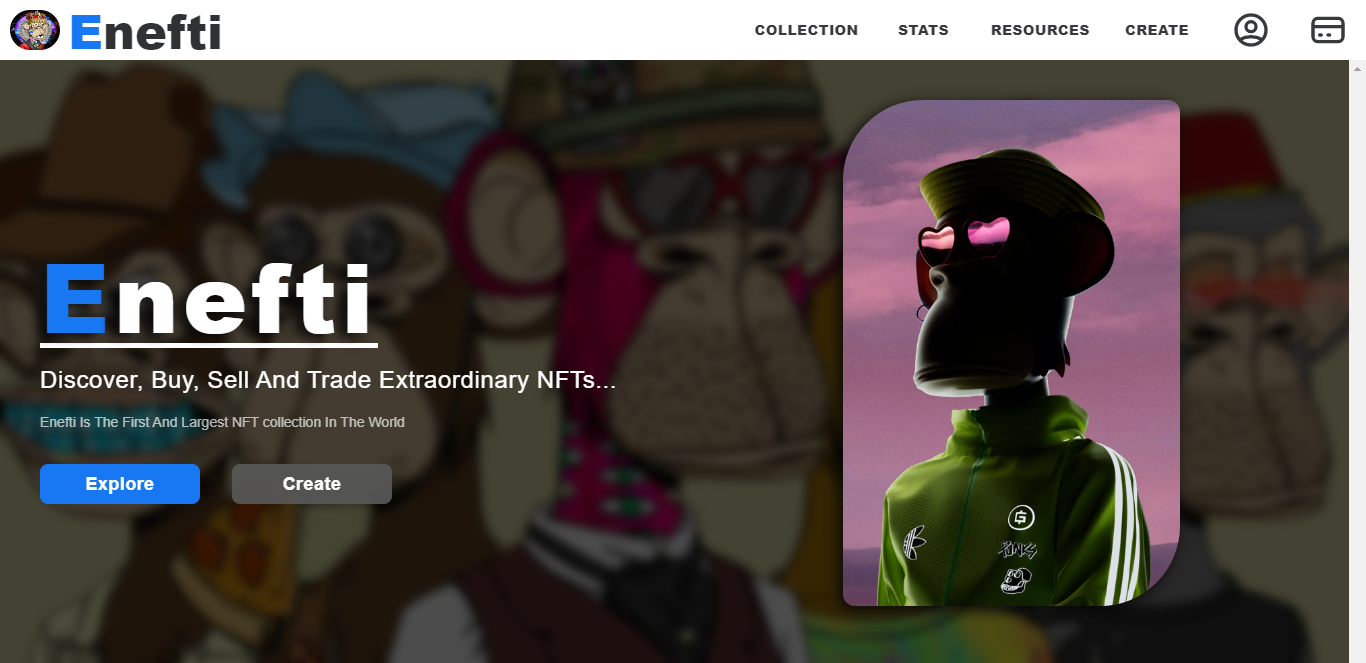 Enefti
COLLECTION STATS RESOURCES CREATE
Enefti
Discover, Buy, Sell And Trade Extraordinary NFTs...
Enefti Is The First And Largest NFT collection In The World
Explore Create